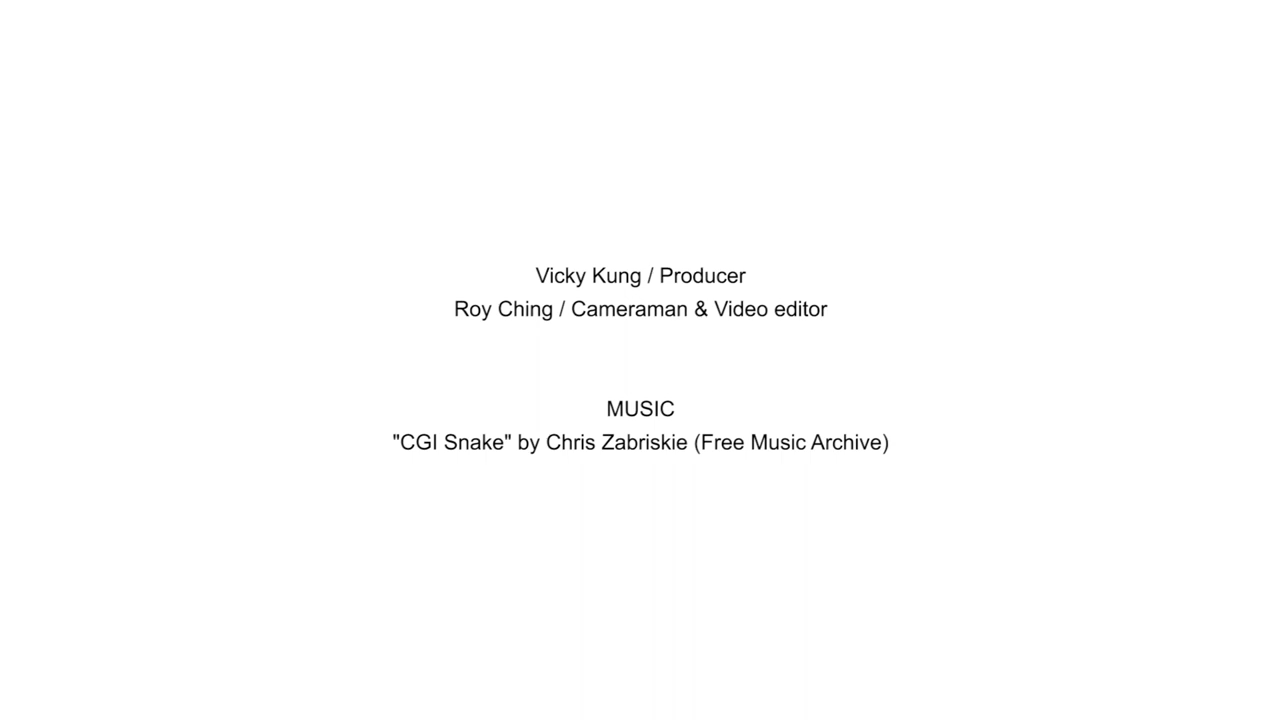 Vicky Kung / Producer
Roy Ching / Cameraman & Video editor
MUSIC
"CGI Snake" by Chris Zabriskie (Free Music Archive)